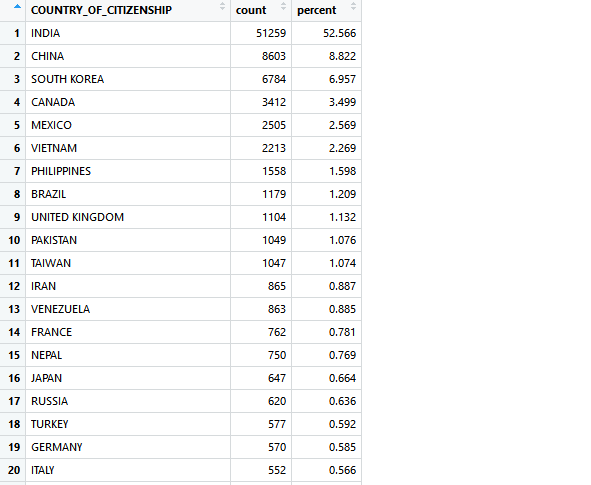 COUNTRY_OF_CITIZENSHIP count percent
1 INDIA 51259 52.566
2 CHINA 8603 8.822
3 SOUTH KOREA 6784 6.957
4 CANADA 3412 3.499
5 MEXICO 2505 2.569
6 VIETNAM 2213 2.269
7 PHILIPPINES 1558 1.598
8 BRAZIL 1179 1.209
9 UNITED KINGDOM 1104 1.132
10 PAKISTAN 1049 1.076
11 TAIWAN 1047 1.074
12 IRAN 865 0.887
13 VENEZUELA 863 0.885
14 FRANCE 762 0.781
15 NEPAL 750 0.769
16 JAPAN 647 0.664
17 RUSSIA 620 0.636
18 TURKEY 577 0.592
19 GERMANY 570 0.585
20 ITALY 552 0.566